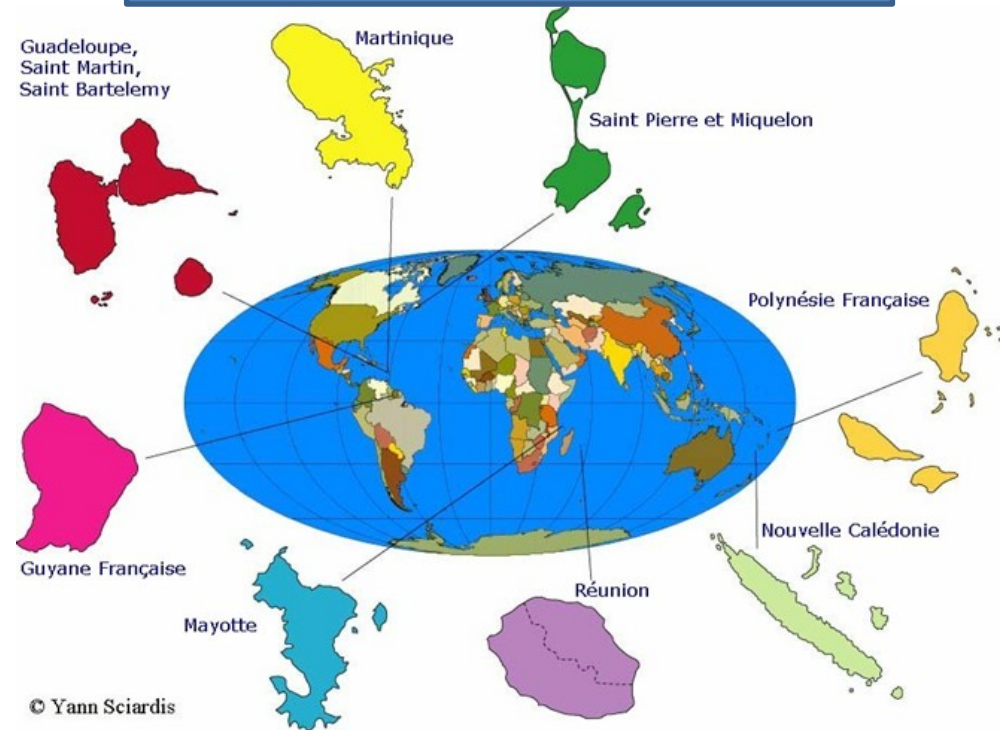 Guadeloupe,
Saint Martin,
Saint Bartelemy
Martinique
Saint Pierre et Miquelon
Polynésie Française
Guyane Française
Mayotte
Réunion
Nouvelle Calédonie
© Yann Sciardis